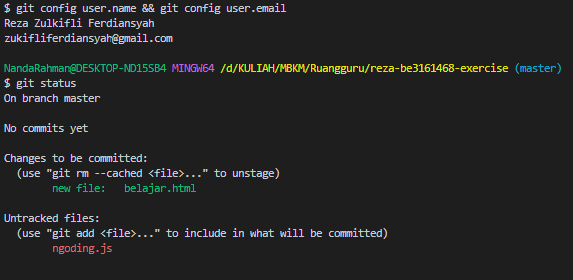 $ git config user.name && git config user.email
Reza Zulkifli Ferdiansyah
zukifliferdiansyah@gmail.com
NandaRahman@DESKTOP-ND15SB4 MINGW64 /d/KULIAH/MBKM/Ruangguru/reza-be3161468-exercise (master)
$ git status
On branch master
No commits yet
Changes to be committed:
(use "git rm --cached <file>..." to unstage)
new file:   belajar.html
Untracked files:
(use "git add <file>..." to include in what will be committed)
ngoding.js